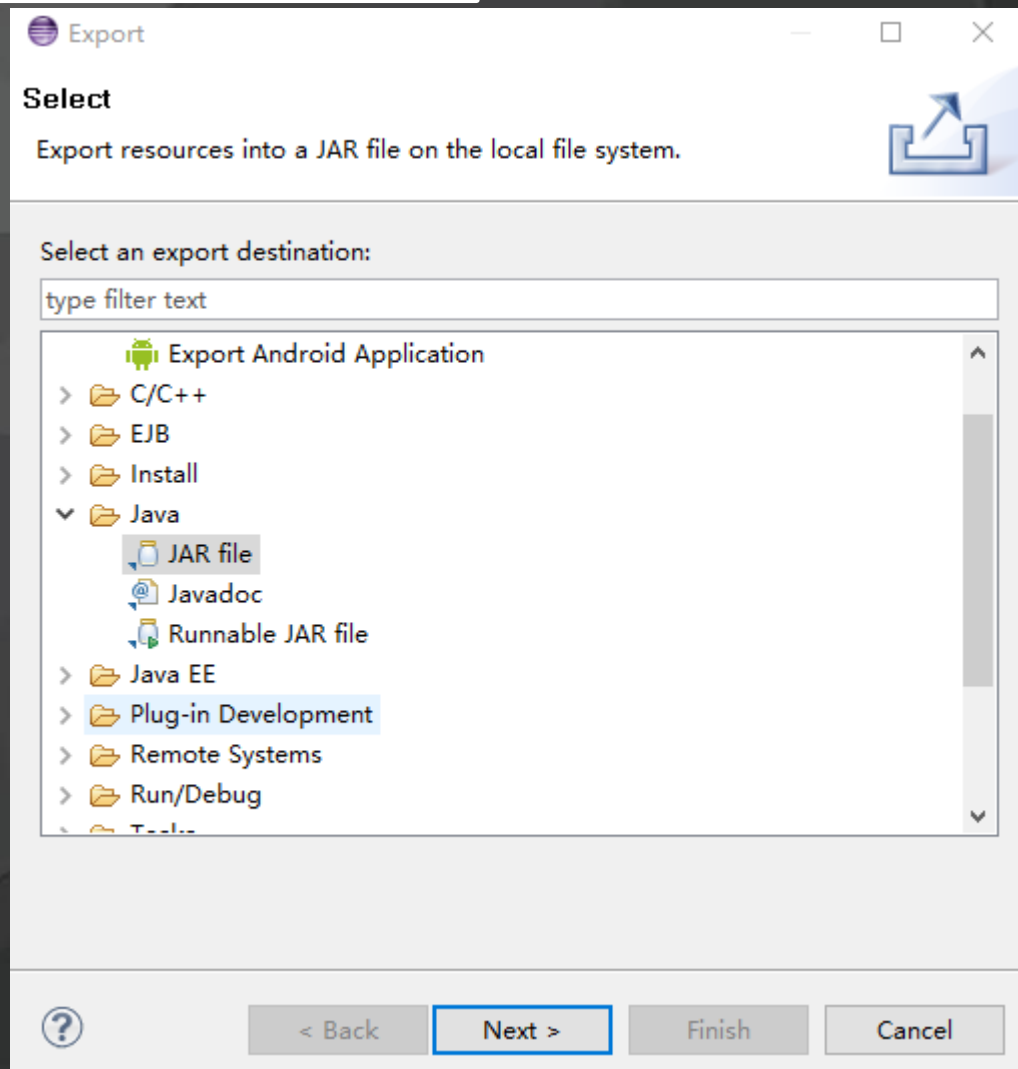 Export
Select
Export resources into a JAR file on the local file system.
Select an export destination:
type filter text
Export Android Application
C/C++
EJB
Install
Java
JAR file
Javadoc
Runnable JAR file
Java EE
Plug-in Development
Remote Systems
Run/Debug
< Back
Next >
Finish
Cancel